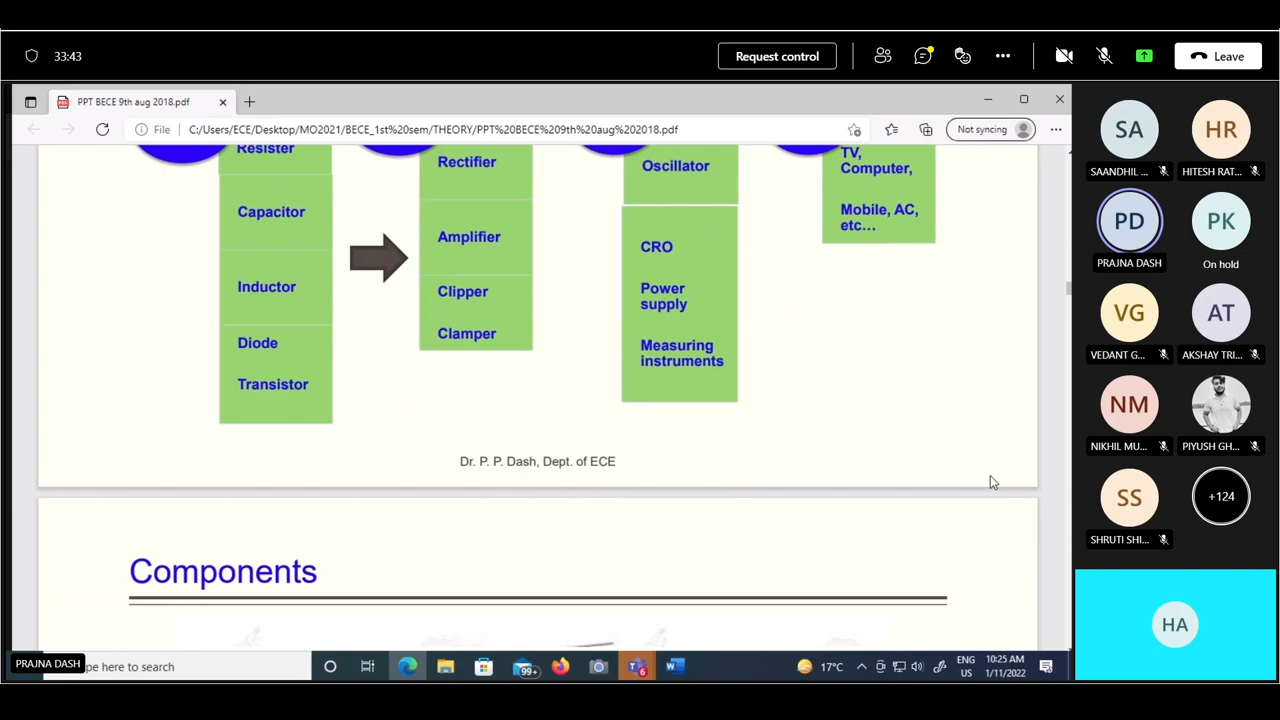 33:43
Request control
Leave
PPT BECE 9th aug 2018.pdf
File
C:/Users/ECE/Desktop/MO2021/BECE_1st%20sem/THEORY/PPT%20BECE%209th%20aug%202018.pdf
Not syncing
Resister
Capacitor
Inductor
Diode
Transistor
Rectifier
Amplifier
Clipper
Clamper
Oscillator
CRO
Power
supply
Measuring
instruments
TV,
Computer,
Mobile, AC,
etc...
Dr. P. P. Dash, Dept. of ECE
Components
SA
SAANDHIL ...
HR
HITESH RAT...
PD
PRAJNA DASH
PK
On hold
VG
VEDANT G...
AT
AKSHAY TRI...
NM
NIKHIL MU...
PIYUSH GH...
SS
SHRUTI SHI...
+124
HA
PRAJNA DASH
pe here to search
99+
6
17°C
ENG
US
10:25 AM
1/11/2022